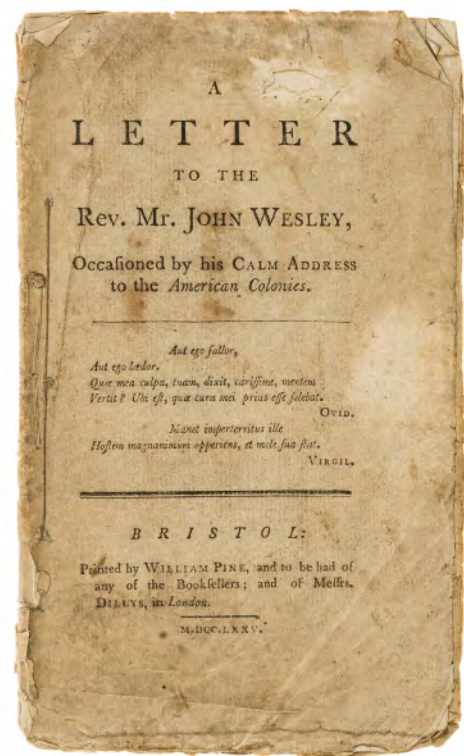 A
LETTER
TO THE
Rev. Mr. JOHN WESLEY,
Occaſioned by his CALM ADDRESS
to the American Colonies.
Aut ego fallor,
Aut ego lædor.
Quæ mea culpa, tuam, dixit, cariſſime, mentem
Vertit? Ubi eſt, quæ cura mei prius eſſe ſolebat.
OVID.
Manet imperterritus ille
Hoſtem magnanimum opperiens, et mole ſua ſtat.
VIRGIL.
BRISTOL:
Printed by WILLIAM PINE, and to be had of
any of the Bookſellers; and of Meſſrs.
DILLYS, in London.
M.DCC.LXXV.